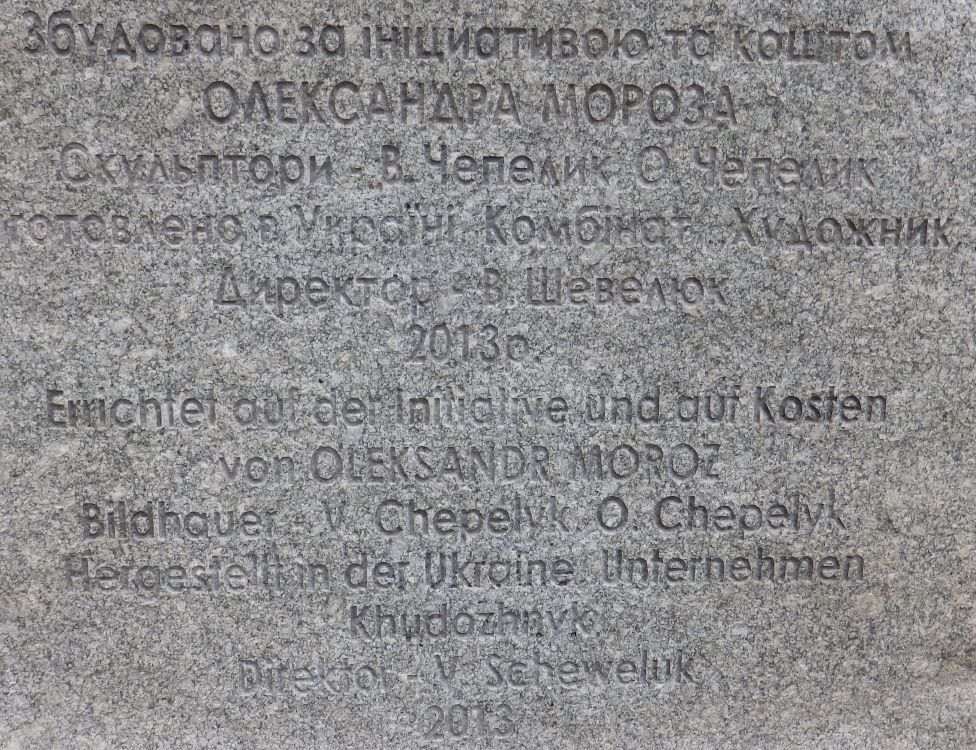 Збудовано за ініциативою та коштом
ОЛЕКСАНДРА МОРОЗА
Скульптори - В. Чепелик, О. Чепелик
готовлено в Україні. Комбінат Художник
Директор - В. Шевелюк
2013р.
Errichtet auf der Initiative und auf Kosten
von OLEKSANDR MOROZ
Bildhauer - V. Chepelyk, O. Chepelyk
Hergestellt in der Ukraine. Unternehmen
Khudozhnyk.
Direktor - V. Scheweluk
2013